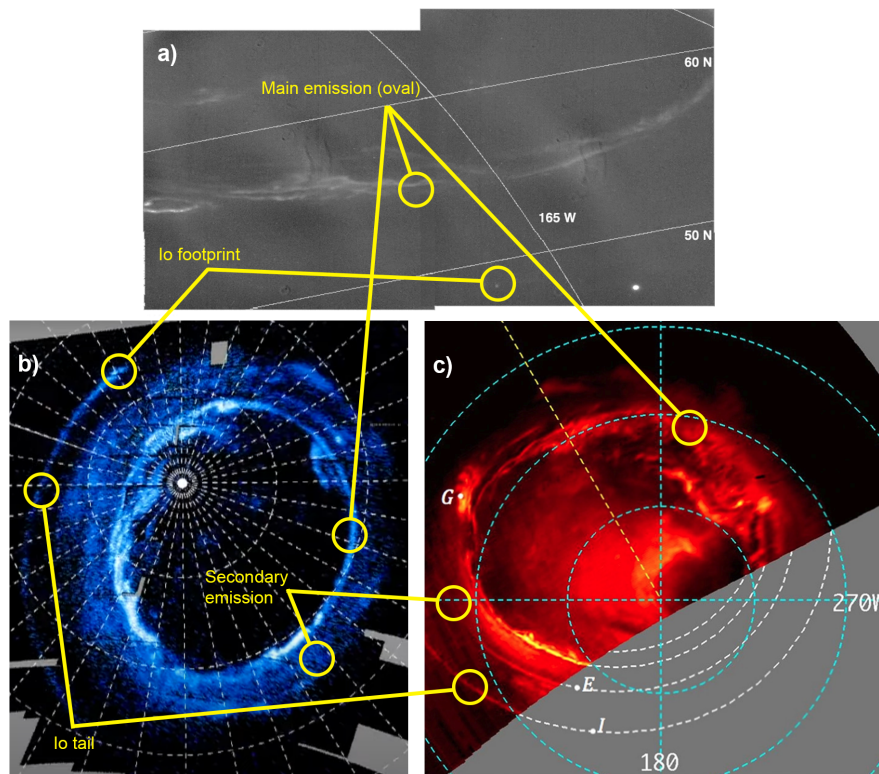 a)
60 N
Main emission (oval)
165 W
50 N
Io footprint
b)
c)
G
Secondary
emission
270W
E
I
Io tail
180